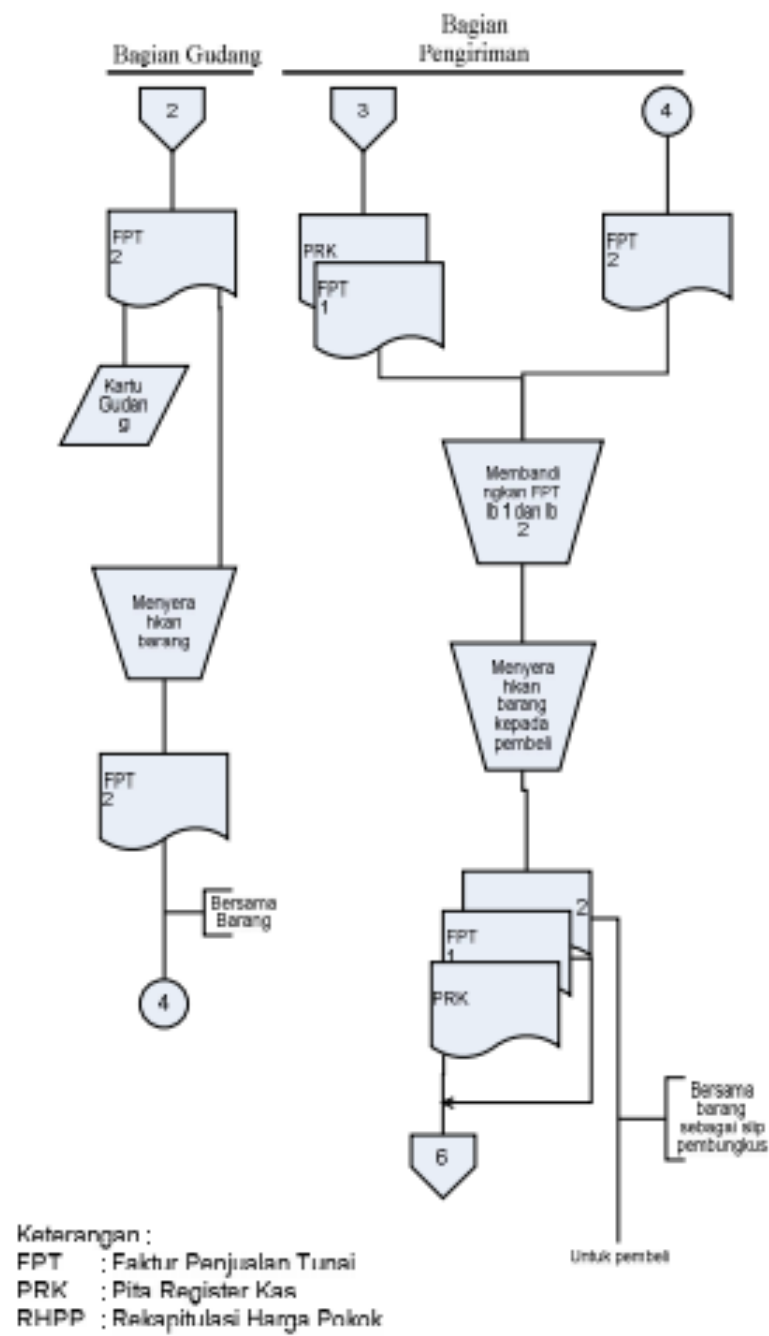 Bagian Gudang
Bagian
Pengiriman
2
3
4
FPT
2
PRK
FPT
1
FPT
2
Kartu
Gudan
g
Membandi
ngkan FPT
lb 1 dan lb
2
Menyera
hkan
barang
Menyera
hkan
barang
kepada
pembeli
FPT
2
Bersama
Barang
4
2
FPT
1
PRK
6
Bersama
barang
sebagai slip
pembungkus
Untuk pembeli
Keterangan :
FPT : Faktur Penjualan Tunai
PRK : Pita Register Kas
RHPP : Rekapitulasi Harga Pokok